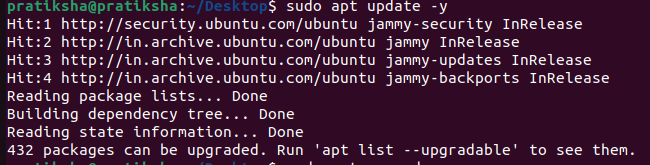 pratiksha@pratiksha:~/Desktop$ sudo apt update -y
Hit:1 http://security.ubuntu.com/ubuntu jammy-security InRelease
Hit:2 http://in.archive.ubuntu.com/ubuntu jammy InRelease
Hit:3 http://in.archive.ubuntu.com/ubuntu jammy-updates InRelease
Hit:4 http://in.archive.ubuntu.com/ubuntu jammy-backports InRelease
Reading package lists... Done
Building dependency tree... Done
Reading state information... Done
432 packages can be upgraded. Run 'apt list --upgradable' to see them.